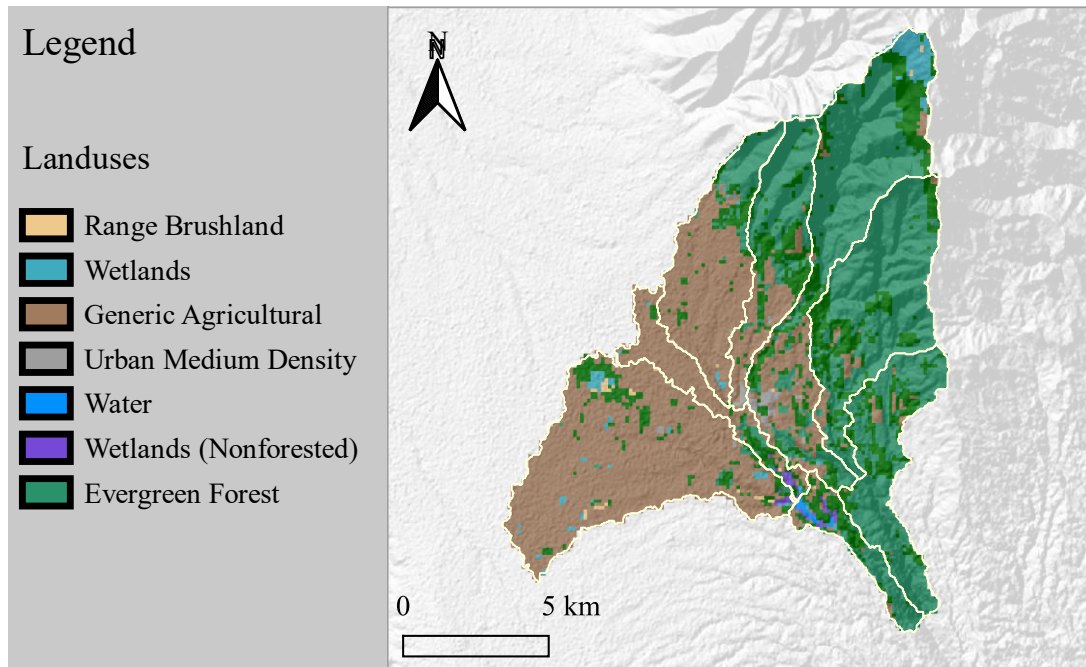 Legend
Landuses
Range Brushland
Wetlands
Generic Agricultural
Urban Medium Density
Water
Wetlands (Nonforested)
Evergreen Forest
N
N
0 5 km